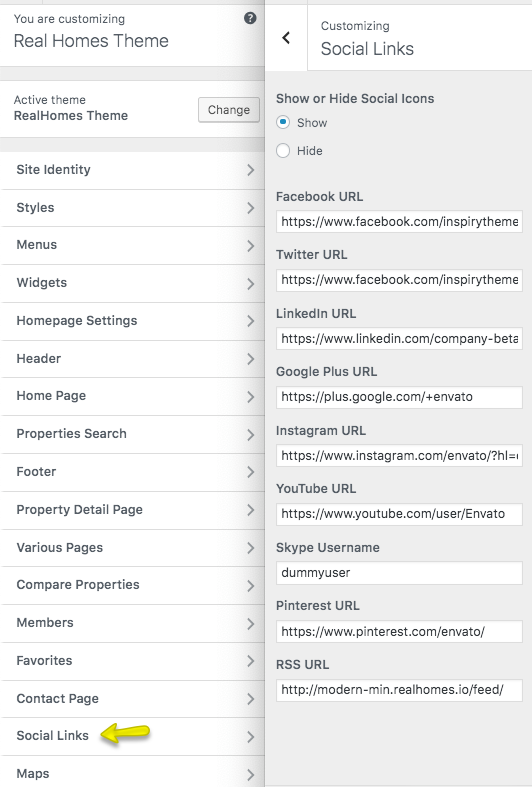 You are customizing
Real Homes Theme
Active theme
RealHomes Theme
Change
Site Identity
Styles
Menus
Widgets
Homepage Settings
Header
Home Page
Properties Search
Footer
Property Detail Page
Various Pages
Compare Properties
Members
Favorites
Contact Page
Social Links
Maps
Customizing
Social Links
Show or Hide Social Icons
Show
Hide
Facebook URL
https://www.facebook.com/inspirytheme
Twitter URL
https://www.facebook.com/inspirytheme
LinkedIn URL
https://www.linkedin.com/company-beta
Google Plus URL
https://plus.google.com/+envato
Instagram URL
https://www.instagram.com/envato/?hl=
YouTube URL
https://www.youtube.com/user/Envato
Skype Username
dummyuser
Pinterest URL
https://www.pinterest.com/envato/
RSS URL
http://modern-min.realhomes.io/feed/